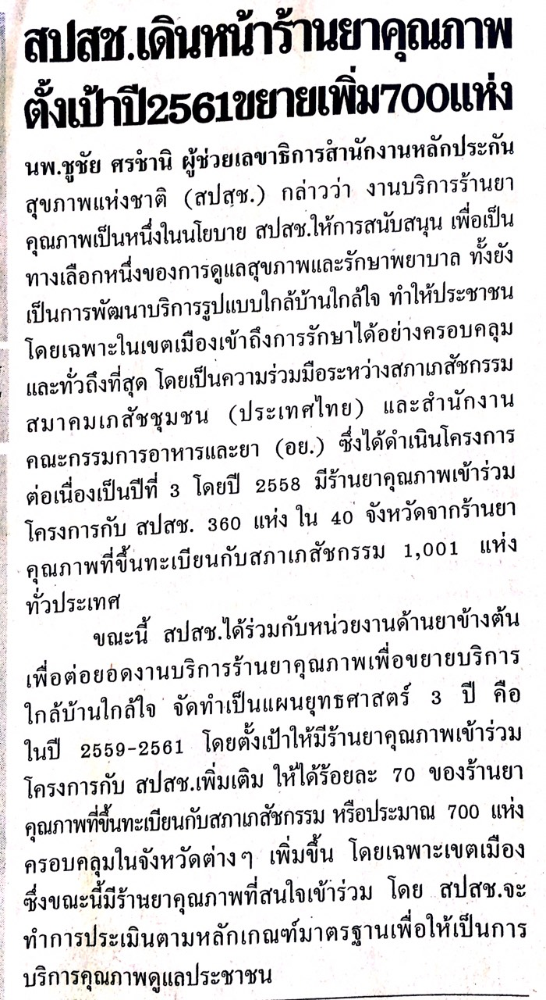 สปสช.เดินหน้าร้านยาคุณภาพ
ตั้งเป้าปี2561ขยายเพิ่ม700แห่ง
นพ.ชูชัย ศรชำนิ ผู้ช่วยเลขาธิการสำนักงานหลักประกัน
สุขภาพแห่งชาติ (สปสช.) กล่าวว่า งานบริการร้านยา
คุณภาพเป็นหนึ่งในนโยบาย สปสช.ให้การสนับสนุน เพื่อเป็น
ทางเลือกหนึ่งของการดูแลสุขภาพและรักษาพยาบาล ทั้งยัง
เป็นการพัฒนาบริการรูปแบบใกล้บ้านใกล้ใจ ทำให้ประชาชน
โดยเฉพาะในเขตเมืองเข้าถึงการรักษาได้อย่างครอบคลุม
และทั่วถึงที่สุด โดยเป็นความร่วมมือระหว่างสภาเภสัชกรรม
สมาคมเภสัชชุมชน (ประเทศไทย) และสำนักงาน
คณะกรรมการอาหารและยา (อย.) ซึ่งได้ดำเนินโครงการ
ต่อเนื่องเป็นปีที่ 3 โดยปี 2558 มีร้านยาคุณภาพเข้าร่วม
โครงการกับ สปสช. 360 แห่ง ใน 40 จังหวัดจากร้านยา
คุณภาพที่ขึ้นทะเบียนกับสภาเภสัชกรรม 1,001 แห่ง
ทั่วประเทศ
ขณะนี้ สปสช.ได้ร่วมกับหน่วยงานด้านยาข้างต้น
เพื่อต่อยอดงานบริการร้านยาคุณภาพเพื่อขยายบริการ
ใกล้บ้านใกล้ใจ จัดทำเป็นแผนยุทธศาสตร์ 3 ปี คือ
ในปี 2559-2561 โดยตั้งเป้าให้มีร้านยาคุณภาพเข้าร่วม
โครงการกับ สปสช.เพิ่มเติม ให้ได้ร้อยละ 70 ของร้านยา
คุณภาพที่ขึ้นทะเบียนกับสภาเภสัชกรรม หรือประมาณ 700 แห่ง
ครอบคลุมในจังหวัดต่างๆ เพิ่มขึ้น โดยเฉพาะเขตเมือง
ซึ่งขณะนี้มีร้านยาคุณภาพที่สนใจเข้าร่วม โดย สปสช.จะ
ทำการประเมินตามหลักเกณฑ์มาตรฐานเพื่อให้เป็นการ
บริการคุณภาพดูแลประชาชน